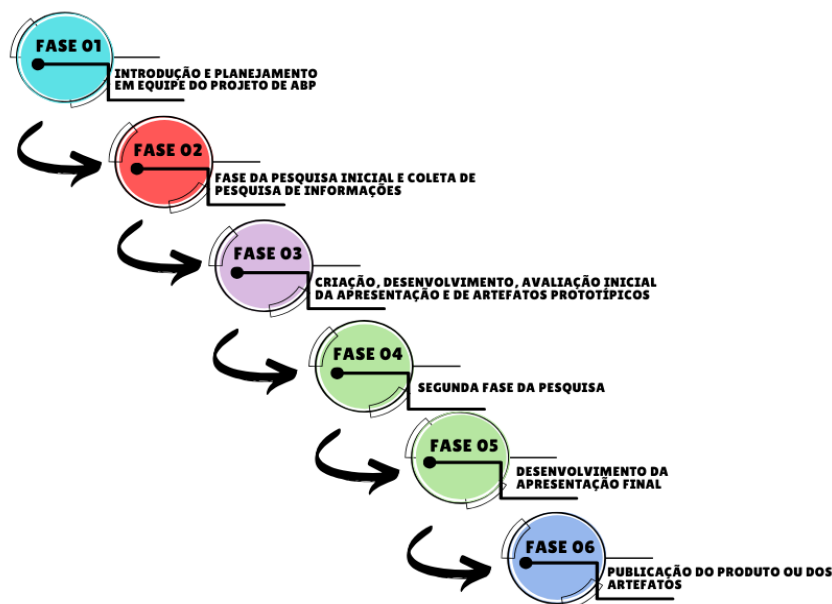 FASE 01
INTRODUÇÃO E PLANEJAMENTO
EM EQUIPE DO PROJETO DE ABP
FASE 02
FASE DA PESQUISA INICIAL E COLETA DE
PESQUISA DE INFORMAÇÕES
FASE 03
CRIAÇÃO, DESENVOLVIMENTO, AVALIAÇÃO INICIAL
DA APRESENTAÇÃO E DE ARTEFATOS PROTOTÍPICOS
FASE 04
SEGUNDA FASE DA PESQUISA
FASE 05
DESENVOLVIMENTO DA
APRESENTAÇÃO FINAL
FASE 06
PUBLICAÇÃO DO PRODUTO OU DOS
ARTEFATOS